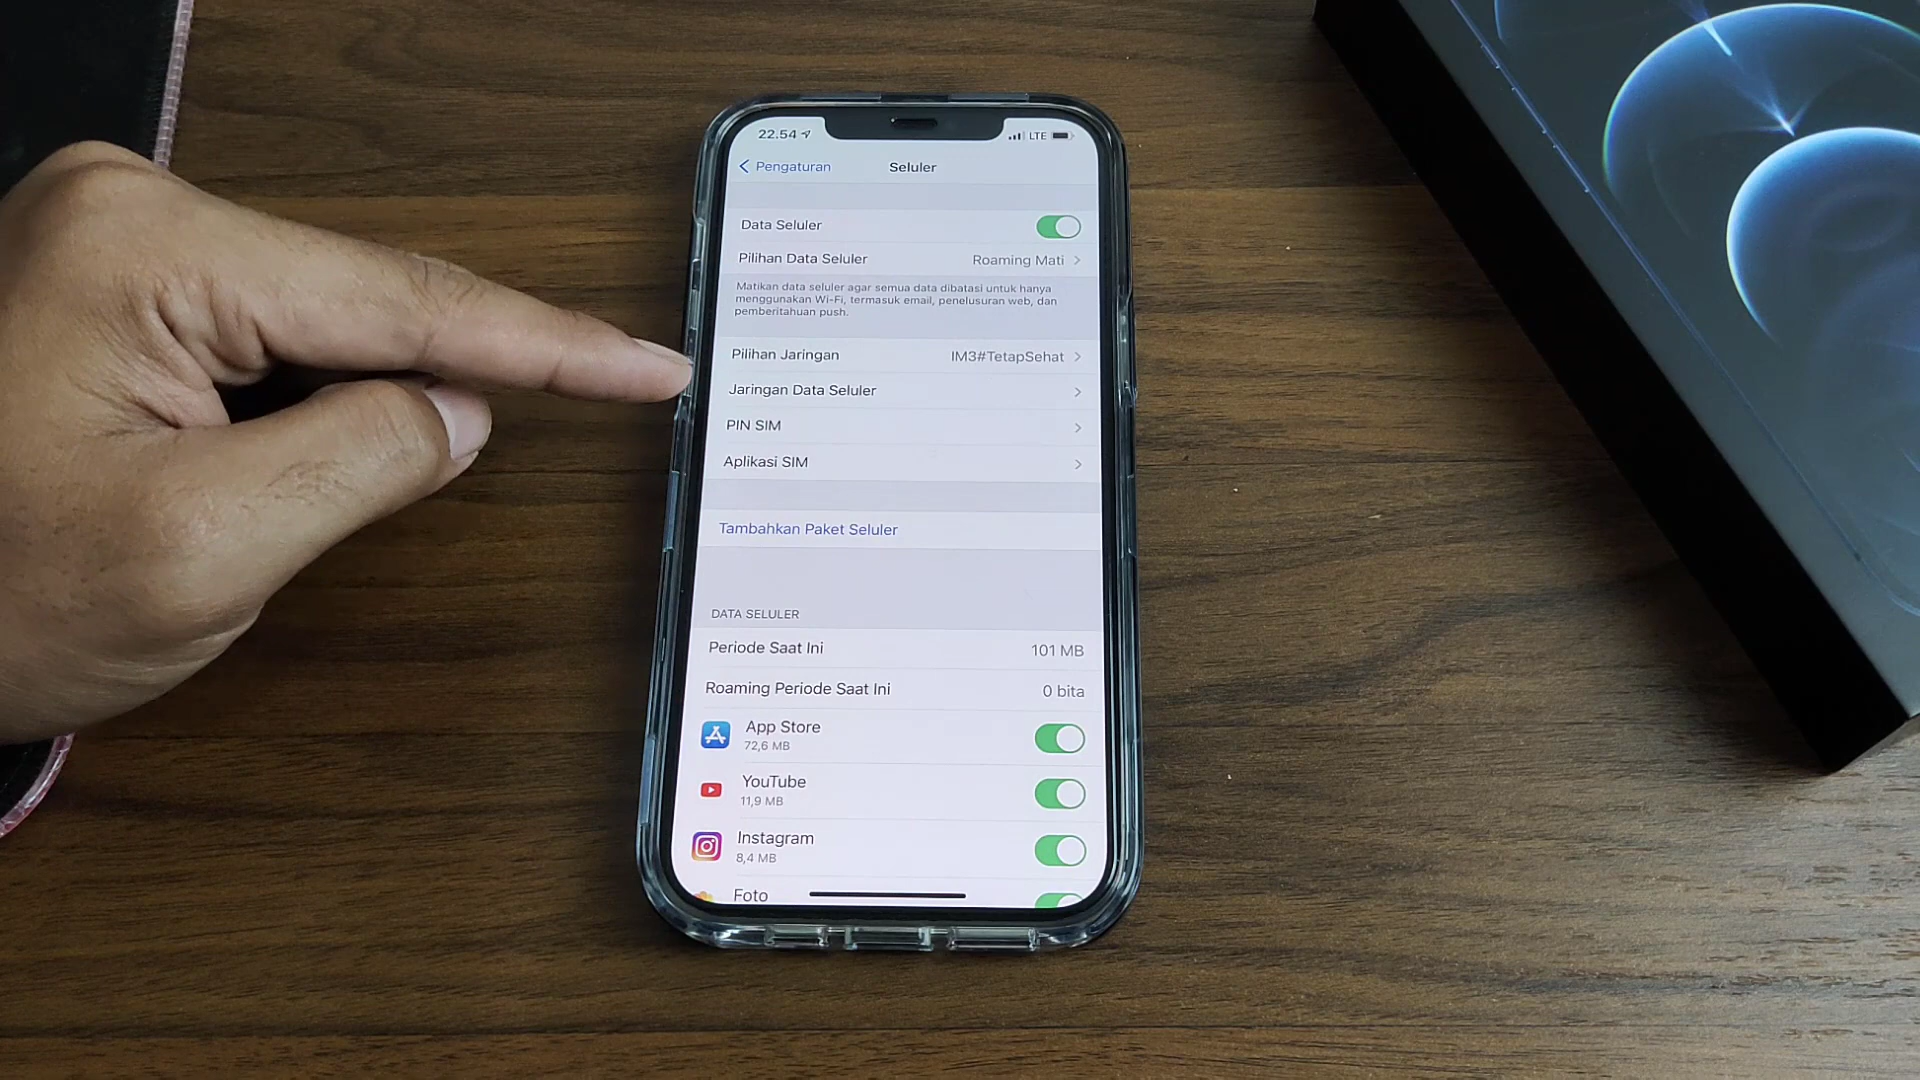 22.54
LTE
Pengaturan
Seluler
Data Seluler
Pilihan Data Seluler Roaming Mati
Matikan data seluler agar semua data dibatasi untuk hanya
menggunakan Wi-Fi, termasuk email, penelusuran web, dan
pemberitahuan push.
Pilihan Jaringan IM3#TetapSehat
Jaringan Data Seluler
PIN SIM
Aplikasi SIM
Tambahkan Paket Seluler
DATA SELULER
Periode Saat Ini 101 MB
Roaming Periode Saat Ini 0 bita
App Store
72,6 MB
YouTube
11,9 MB
Instagram
8,4 MB
Foto